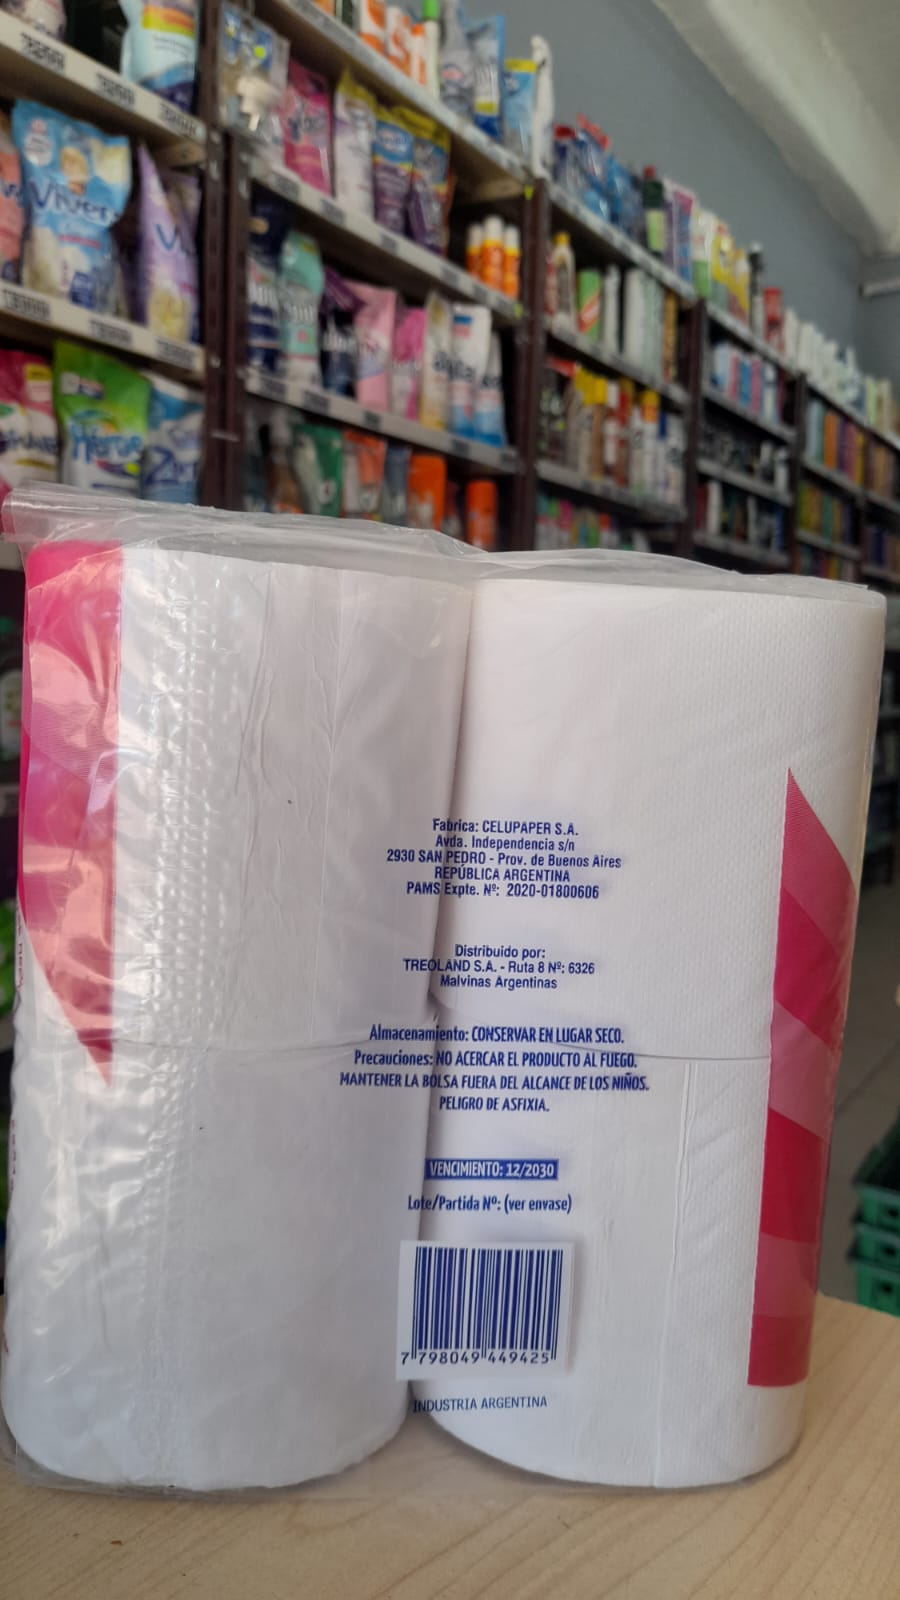 Vivere
Fabrica: CELUPAPER S.A.
Avda. Independencia s/n
2930 SAN PEDRO - Prov. de Buenos Aires
REPÚBLICA ARGENTINA
PAMS Expte. Nº: 2020-01800606
Distribuido por:
TREOLAND S.A. - Ruta 8 Nº: 6326
Malvinas Argentinas
Almacenamiento: CONSERVAR EN LUGAR SECO.
Precauciones: NO ACERCAR EL PRODUCTO AL FUEGO.
MANTENER LA BOLSA FUERA DEL ALCANCE DE LOS NIÑOS.
PELIGRO DE ASFIXIA.
VENCIMIENTO: 12/2030
Lote/Partida Nº: (ver envase)
7 798049 449425
INDUSTRIA ARGENTINA